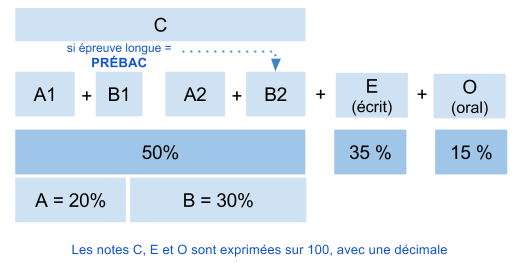 C
si épreuve longue =
PRÉBAC
A1 + B1 A2 + B2 + E (écrit) + O (oral)
50% 35 % 15 %
A = 20% B = 30%
Les notes C, E et O sont exprimées sur 100, avec une décimale